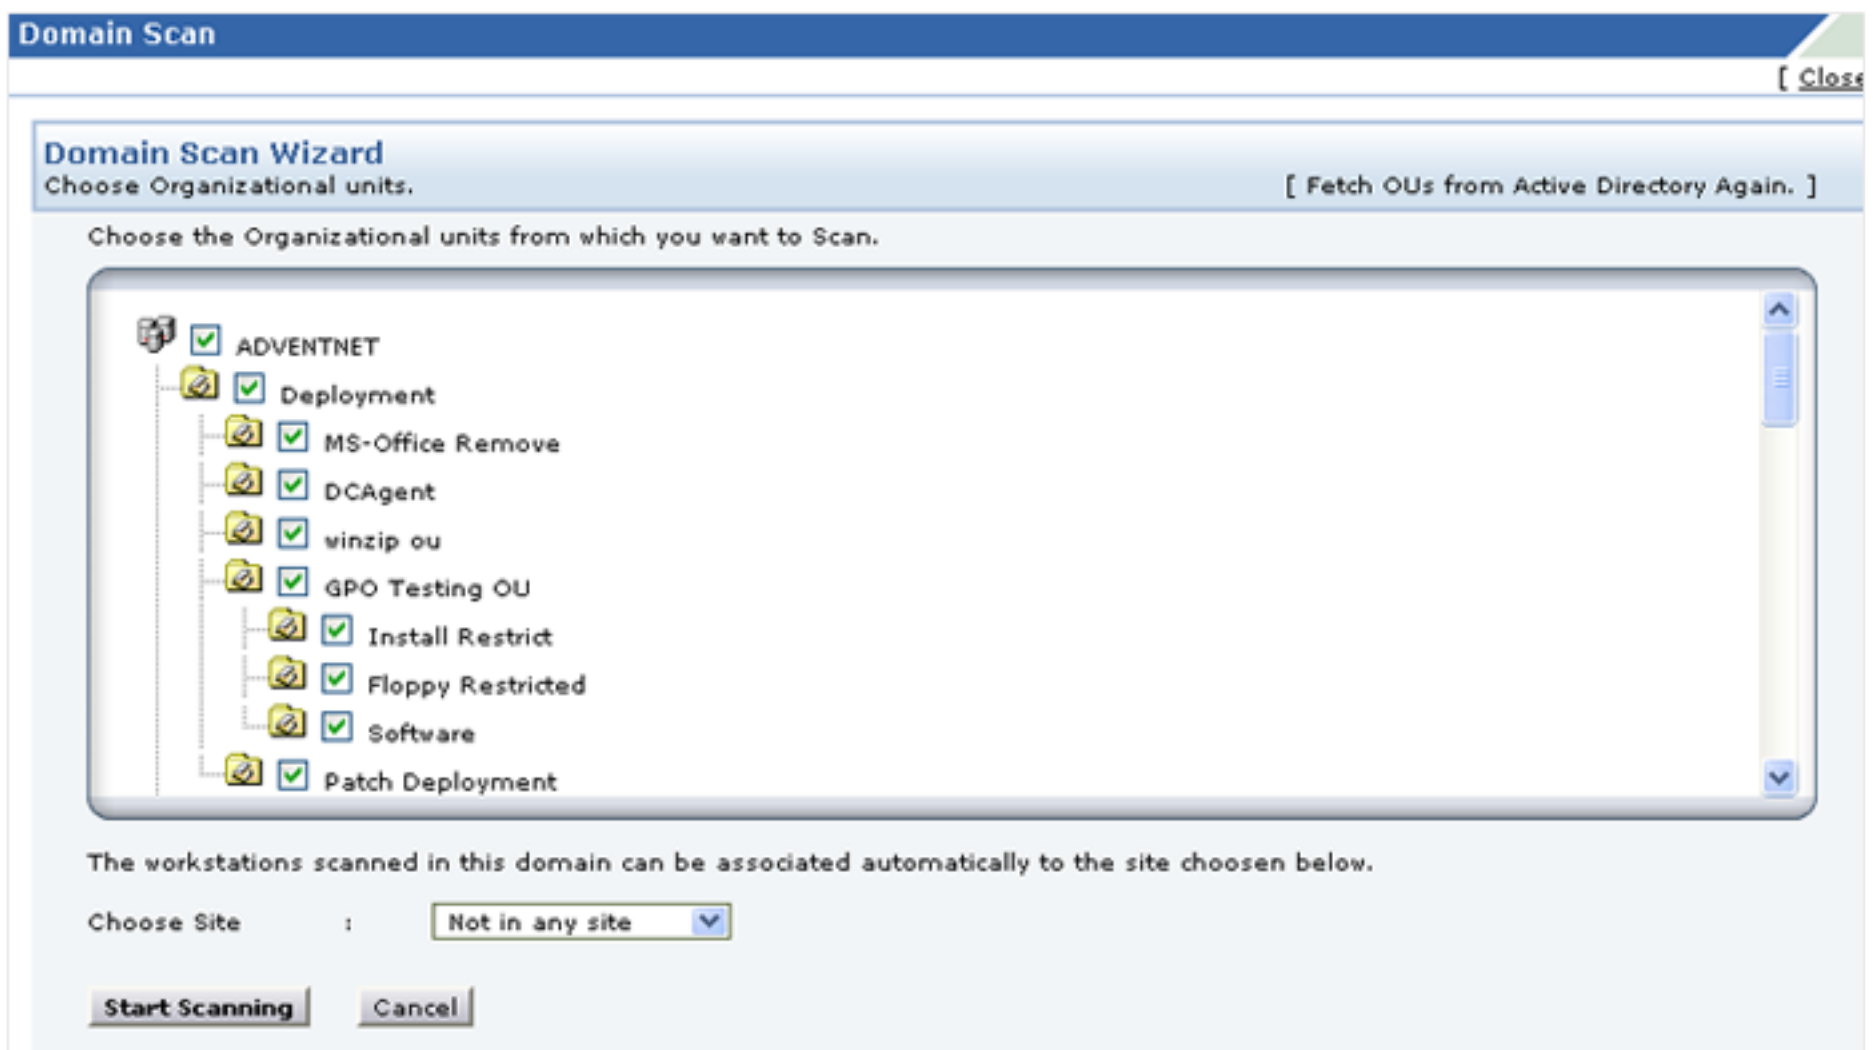 Domain Scan
[ Close
Domain Scan Wizard
Choose Organizational units.
[ Fetch OUs from Active Directory Again. ]
Choose the Organizational units from which you want to Scan.
ADVENTNET
Deployment
MS-Office Remove
DCAgent
winzip ou
GPO Testing OU
Install Restrict
Floppy Restricted
Software
Patch Deployment
The workstations scanned in this domain can be associated automatically to the site choosen below.
Choose Site : Not in any site
Start Scanning Cancel